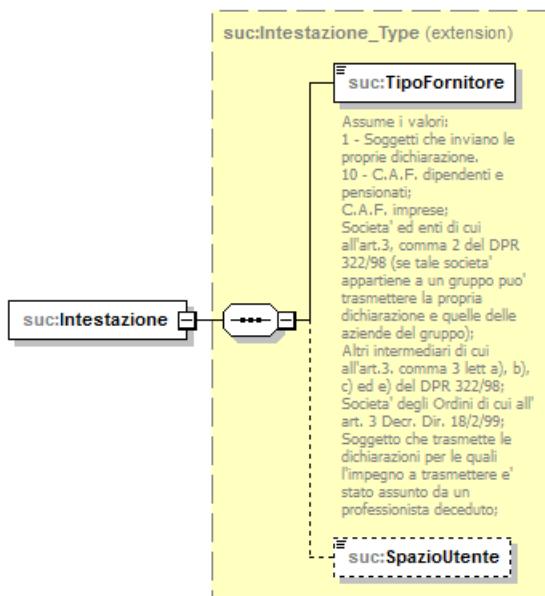 suc:Intestazione_Type (extension)
suc:TipoFornitore
Assume i valori:
1 - Soggetti che inviano le
proprie dichiarazione.
10 - C.A.F. dipendenti e
pensionati;
C.A.F. imprese;
Societa' ed enti di cui
all'art.3, comma 2 del DPR
322/98 (se tale societa'
appartiene a un gruppo puo'
trasmettere la propria
dichiarazione e quelle delle
aziende del gruppo);
Altri intermediari di cui
all'art.3. comma 3 lett a), b),
c) ed e) del DPR 322/98;
Societa' degli Ordini di cui all'
art. 3 Decr. Dir. 18/2/99;
Soggetto che trasmette le
dichiarazioni per le quali
l'impegno a trasmettere e'
stato assunto da un
professionista deceduto;
suc:Intestazione
suc:SpazioUtente